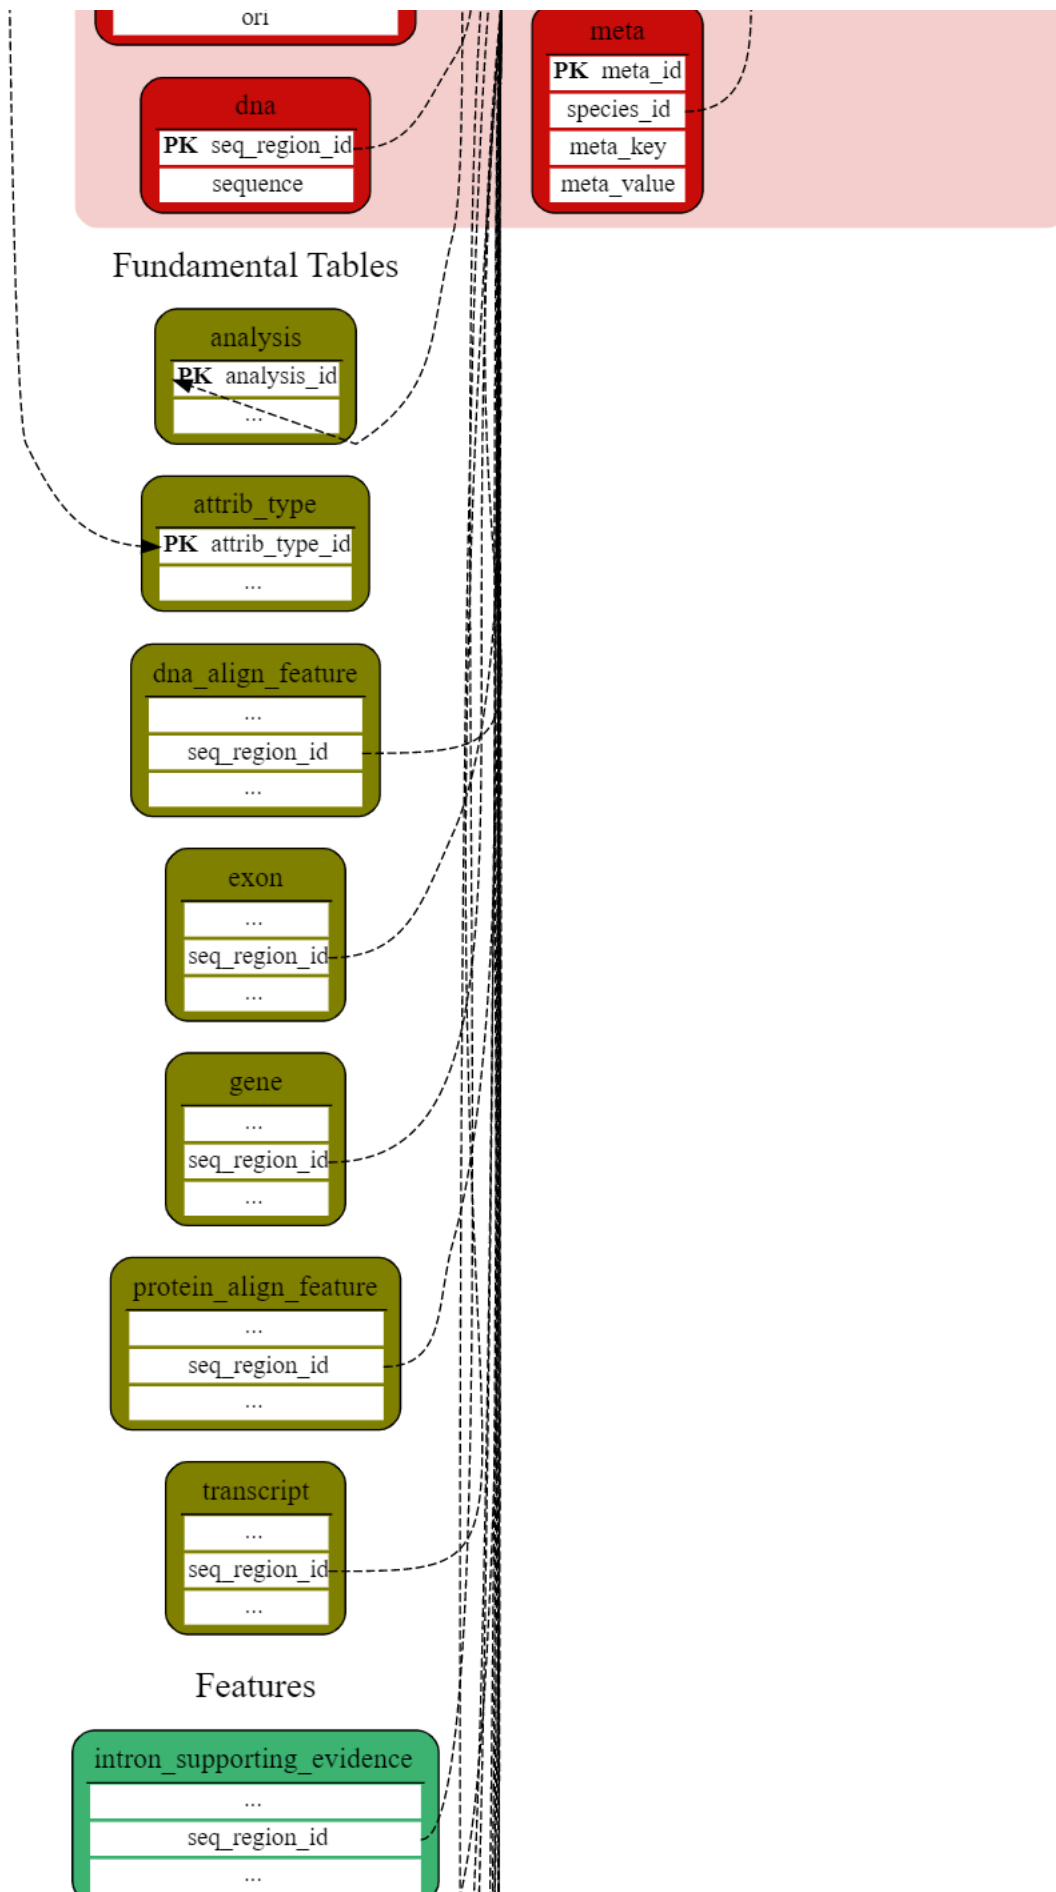 ori
meta
PK meta_id
species_id
meta_key
meta_value
dna
PK seq_region_id
sequence
Fundamental Tables
analysis
PK analysis_id
...
attrib_type
PK attrib_type_id
...
dna_align_feature
...
seq_region_id
...
exon
...
seq_region_id
...
gene
...
seq_region_id
...
protein_align_feature
...
seq_region_id
...
transcript
...
seq_region_id
...
Features
intron_supporting_evidence
...
seq_region_id
...